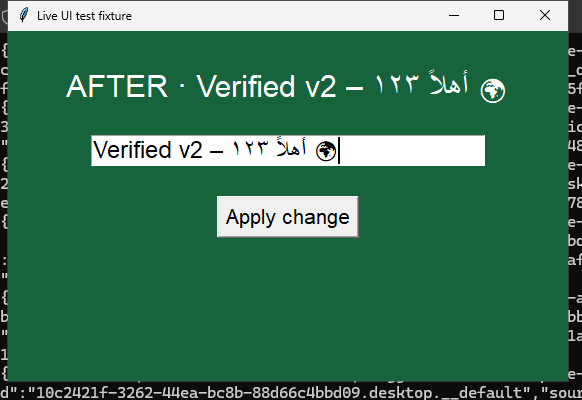 Live UI test fixture
AFTER · Verified v2 – أهلاً ١٢٣ 🌍
Verified v2 – أهلاً ١٢٣ 🌍
Apply change
d":"10c2421f-3262-44ea-bc8b-88d66c4bbd09.desktop.__default","sour